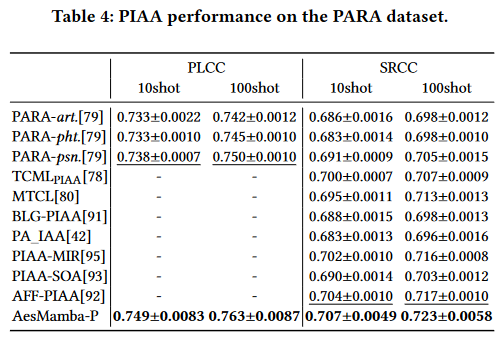 Table 4: PIAA performance on the PARA dataset.
PLCC SRCC
10shot 100shot 10shot 100shot
PARA-art.[79] 0.733±0.0022 0.742±0.0012 0.686±0.0016 0.698±0.0012
PARA-pht.[79] 0.733±0.0010 0.745±0.0010 0.683±0.0014 0.698±0.0010
PARA-psn.[79] 0.738±0.0007 0.750±0.0010 0.691±0.0009 0.705±0.0015
TCMLPIAA[78] - - 0.700±0.0007 0.707±0.0009
MTCL[80] - - 0.695±0.0011 0.713±0.0013
BLG-PIAA[91] - - 0.688±0.0015 0.698±0.0013
PA_IAA[42] - - 0.683±0.0013 0.696±0.0016
PIAA-MIR[95] - - 0.702±0.0010 0.716±0.0008
PIAA-SOA[93] - - 0.690±0.0014 0.703±0.0012
AFF-PIAA[92] - - 0.704±0.0010 0.717±0.0010
AesMamba-P 0.749±0.0083 0.763±0.0087 0.707±0.0049 0.723±0.0058